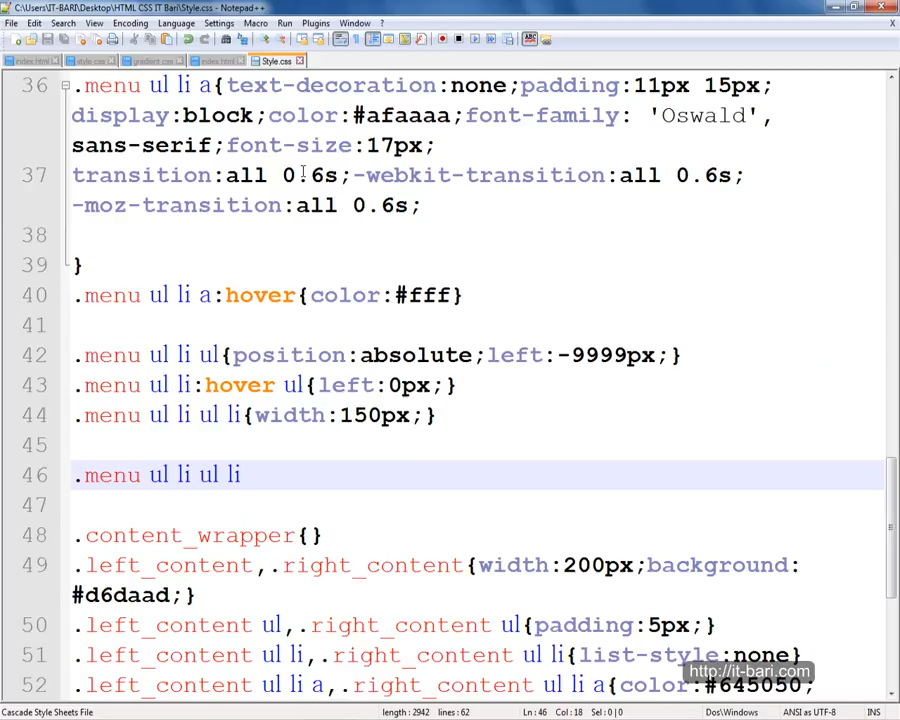 C:\Users\IT-BARI\Desktop\HTML CSS IT Bari\Style.css - Notepad++
File Edit Search View Encoding Language Settings Macro Run Plugins Window ?
X
index.html style.css gradient.css index.html Style.css
36 .menu ul li a{text-decoration:none;padding:11px 15px;
display:block;color:#afaaaa;font-family: 'Oswald',
sans-serif;font-size:17px;
37 transition:all 0.6s;-webkit-transition:all 0.6s;
-moz-transition:all 0.6s;
38
39 }
40 .menu ul li a:hover{color:#fff}
41
42 .menu ul li ul{position:absolute;left:-9999px;}
43 .menu ul li:hover ul{left:0px;}
44 .menu ul li ul li{width:150px;}
45
46 .menu ul li ul li
47
48 .content_wrapper{}
49 .left_content,.right_content{width:200px;background:
#d6daad;}
50 .left_content ul,.right_content ul{padding:5px;}
51 .left_content ul li,.right_content ul li{list-style:none}
http://it-bari.com
52 .left_content ul li a,.right_content ul li a{color:#645050;
Cascade Style Sheets File length : 2942 lines : 62 Ln : 46 Col : 18 Sel : 0 | 0 Dos\Windows ANSI as UTF-8 INS